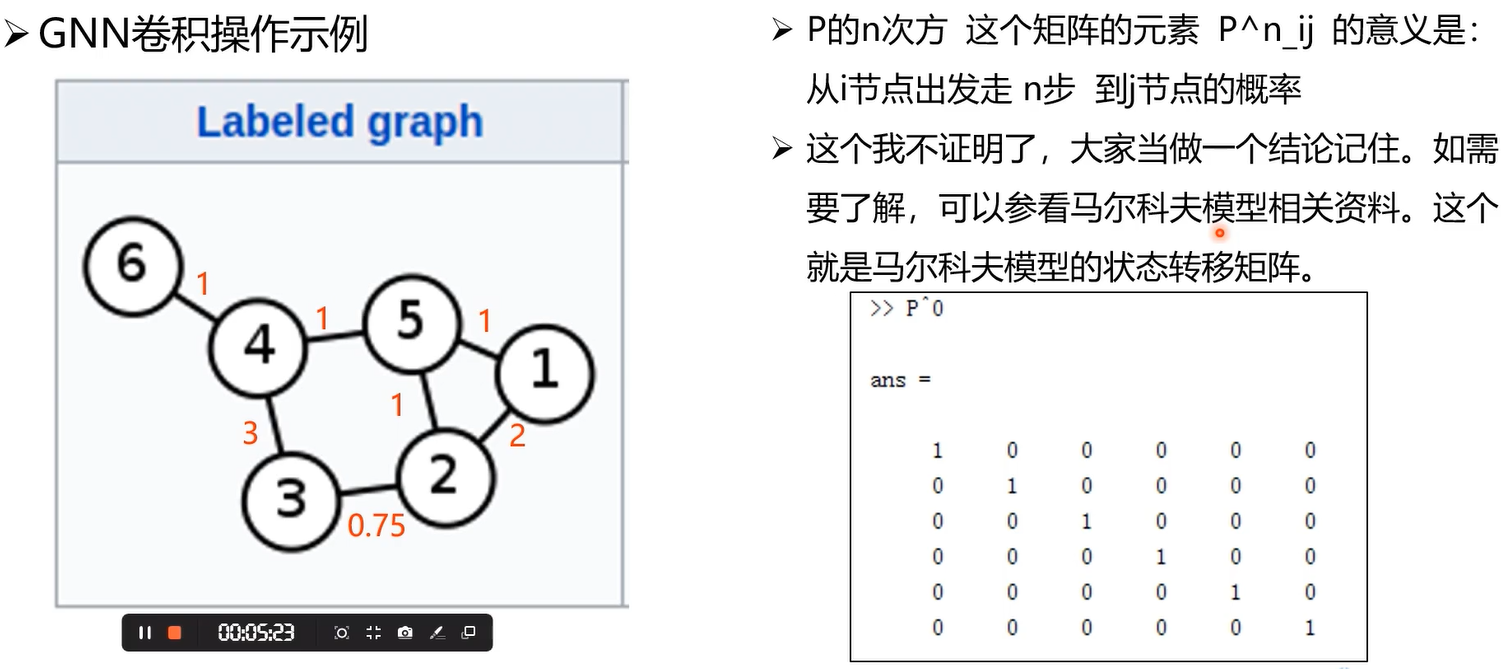 GNN卷积操作示例
Labeled graph
6
1
4
1
5
1
1
1
2
3
2
3
0.75
00:05:23
P的n次方 这个矩阵的元素 P^n_ij 的意义是：
从i节点出发走 n步 到j节点的概率
这个我不证明了，大家当做一个结论记住。如需
要了解，可以参看马尔科夫模型相关资料。这个
就是马尔科夫模型的状态转移矩阵。
>> P^0
ans =
1 0 0 0 0 0
0 1 0 0 0 0
0 0 1 0 0 0
0 0 0 1 0 0
0 0 0 0 1 0
0 0 0 0 0 1